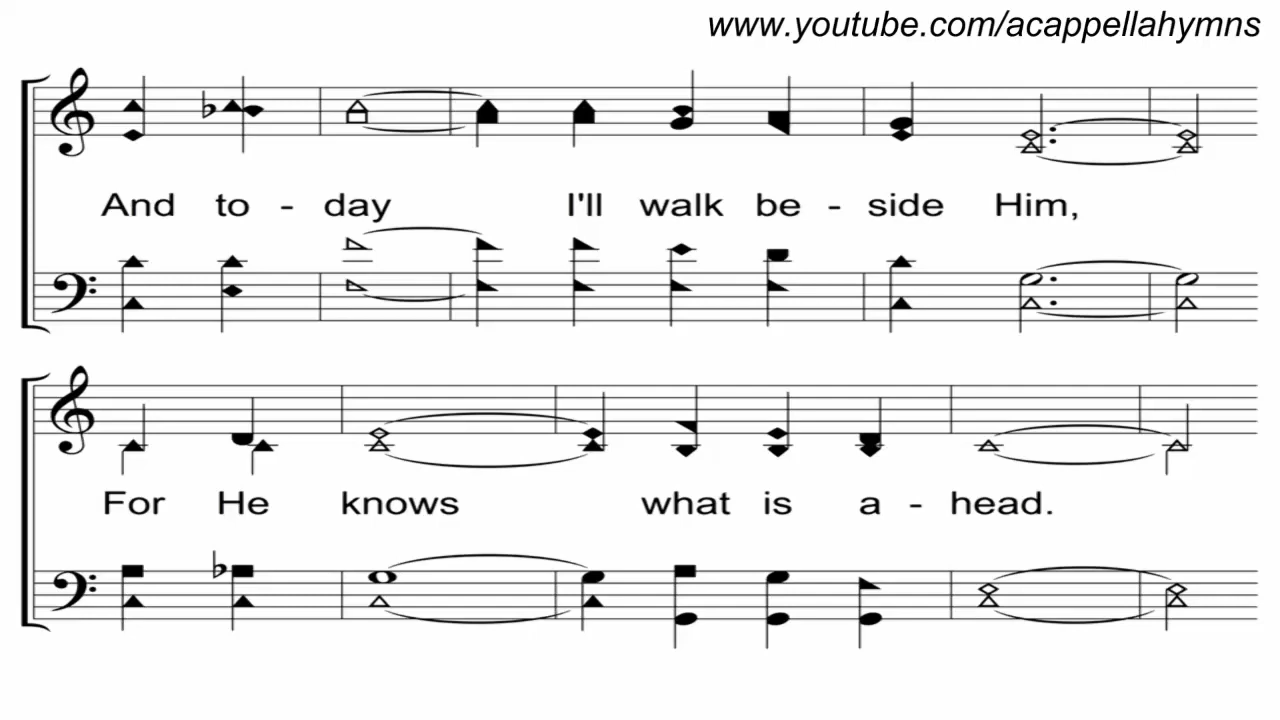 www.youtube.com/acappellahymns
And to - day I'll walk be - side Him,
For He knows what is a - head.